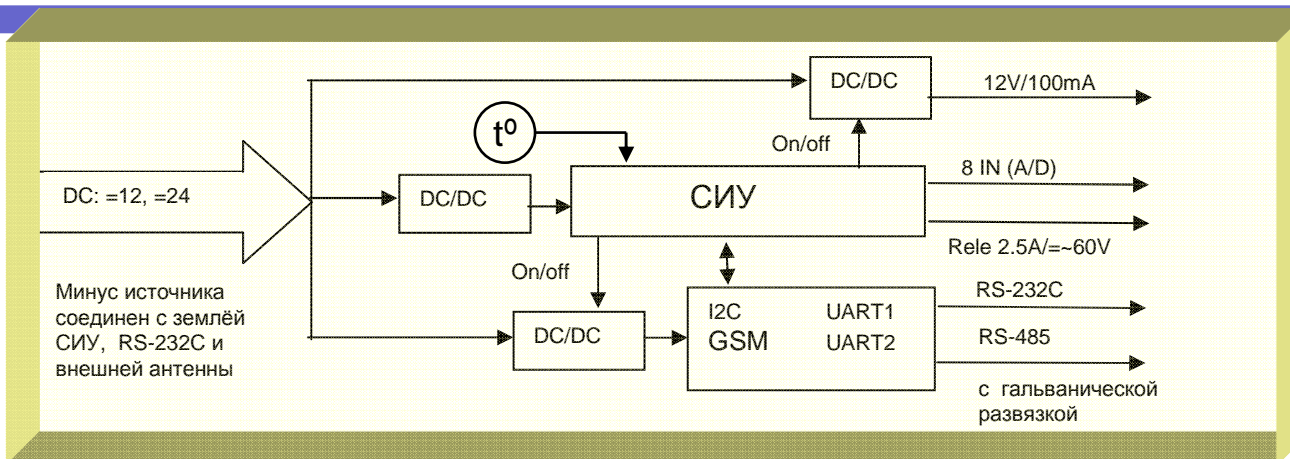 DC/DC
12V/100mA
t⁰
On/off
8 IN (A/D)
DC: =12, =24
DC/DC
СИУ
Rele 2.5A/=~60V
On/off
Минус источника
соединен с землёй
СИУ, RS-232C и
внешней антенны
DC/DC
I2C UART1
GSM UART2
RS-232C
RS-485
с гальванической
развязкой